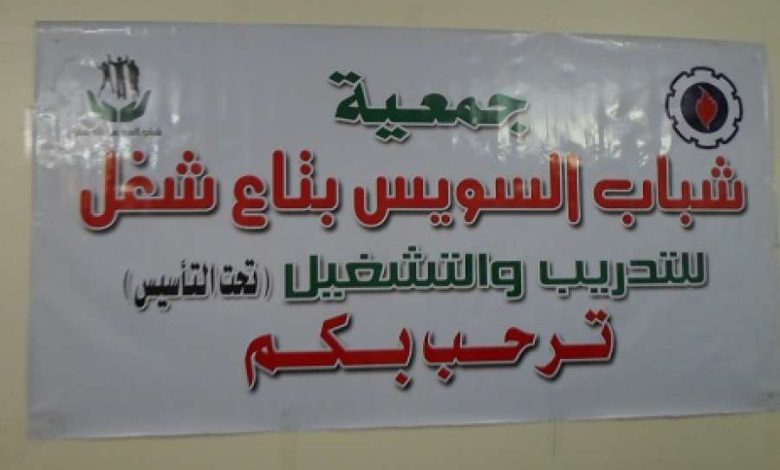 جمعية
شباب السويس بتاع شغل
للتدريب والتشغيل (تحت التأسيس)
ترحب بكم